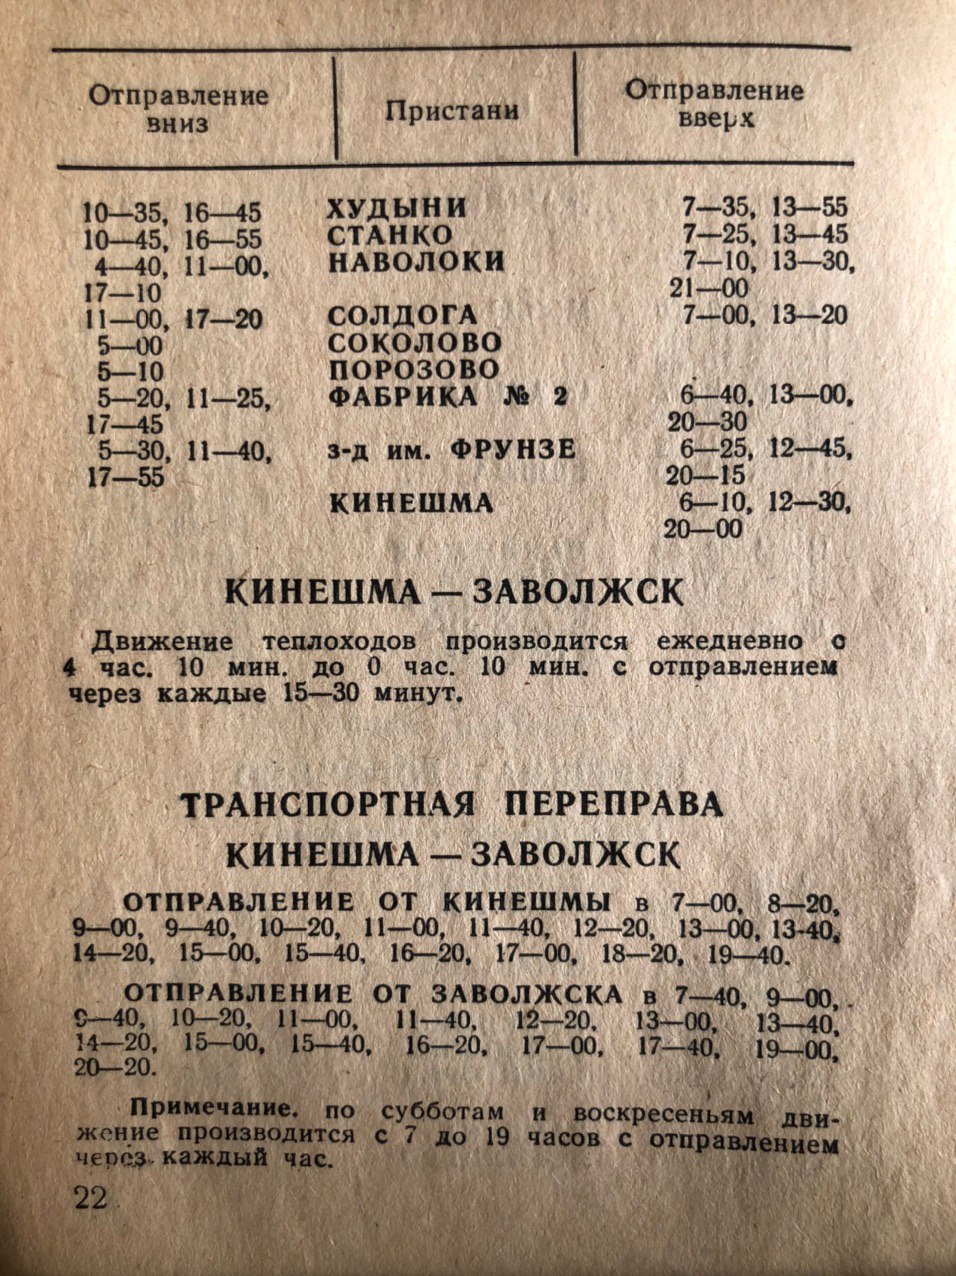 Отправление вниз | Пристани | Отправление вверх
10—35, 16—45 ХУДЫНИ 7—35, 13—55
10—45, 16—55 СТАНКО 7—25, 13—45
4—40, 11—00, НАВОЛОКИ 7—10, 13—30,
17—10 21—00
11—00, 17—20 СОЛДОГА 7—00, 13—20
5—00 СОКОЛОВО
5—10 ПОРОЗОВО
5—20, 11—25, ФАБРИКА № 2 6—40, 13—00,
17—45 20—30
5—30, 11—40, з-д им. ФРУНЗЕ 6—25, 12—45,
17—55 20—15
КИНЕШМА 6—10, 12—30,
20—00
КИНЕШМА — ЗАВОЛЖСК
Движение теплоходов производится ежедневно с
4 час. 10 мин. до 0 час. 10 мин. с отправлением
через каждые 15—30 минут.
ТРАНСПОРТНАЯ ПЕРЕПРАВА
КИНЕШМА — ЗАВОЛЖСК
ОТПРАВЛЕНИЕ ОТ КИНЕШМЫ в 7—00, 8—20,
9—00, 9—40, 10—20, 11—00, 11—40, 12—20, 13—00, 13-40,
14—20, 15—00, 15—40, 16—20, 17—00, 18—20, 19—40.
ОТПРАВЛЕНИЕ ОТ ЗАВОЛЖСКА в 7—40, 9—00,
9—40, 10—20, 11—00, 11—40, 12—20, 13—00, 13—40,
14—20, 15—00, 15—40, 16—20, 17—00, 17—40, 19—00,
20—20.
Примечание. по субботам и воскресеньям дви-
жение производится с 7 до 19 часов с отправлением
через каждый час.
22